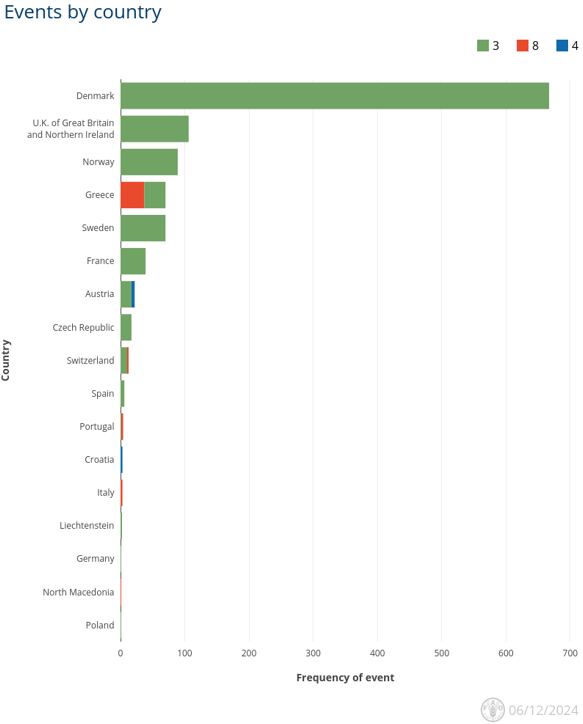 Events by country
3
8
4
Denmark
U.K. of Great Britain
and Northern Ireland
Norway
Greece
Sweden
France
Austria
Czech Republic
Switzerland
Spain
Portugal
Croatia
Italy
Liechtenstein
Germany
North Macedonia
Poland
Country
0
100
200
300
400
500
600
700
Frequency of event
06/12/2024